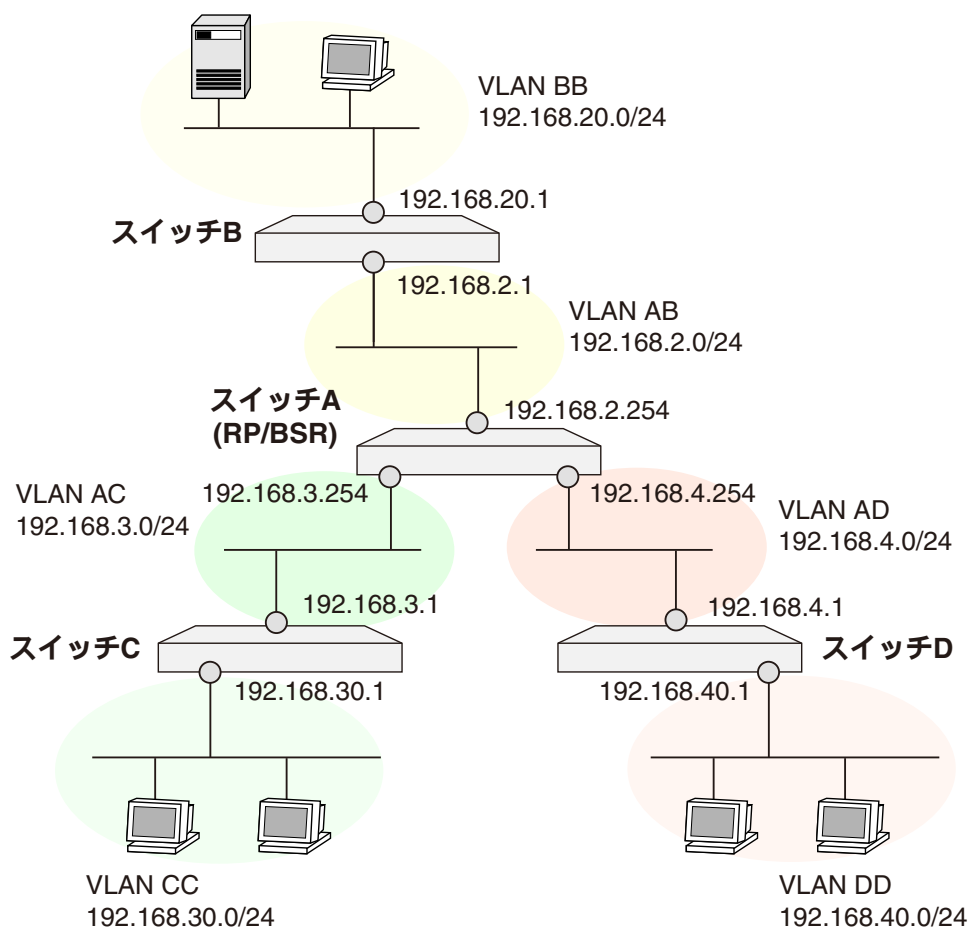 VLAN BB
192.168.20.0/24
192.168.20.1
スイッチB
192.168.2.1
VLAN AB
192.168.2.0/24
スイッチA
(RP/BSR)
192.168.2.254
VLAN AC
192.168.3.0/24
192.168.3.254
192.168.4.254
VLAN AD
192.168.4.0/24
192.168.3.1
192.168.4.1
スイッチC
スイッチD
192.168.30.1
192.168.40.1
VLAN CC
192.168.30.0/24
VLAN DD
192.168.40.0/24